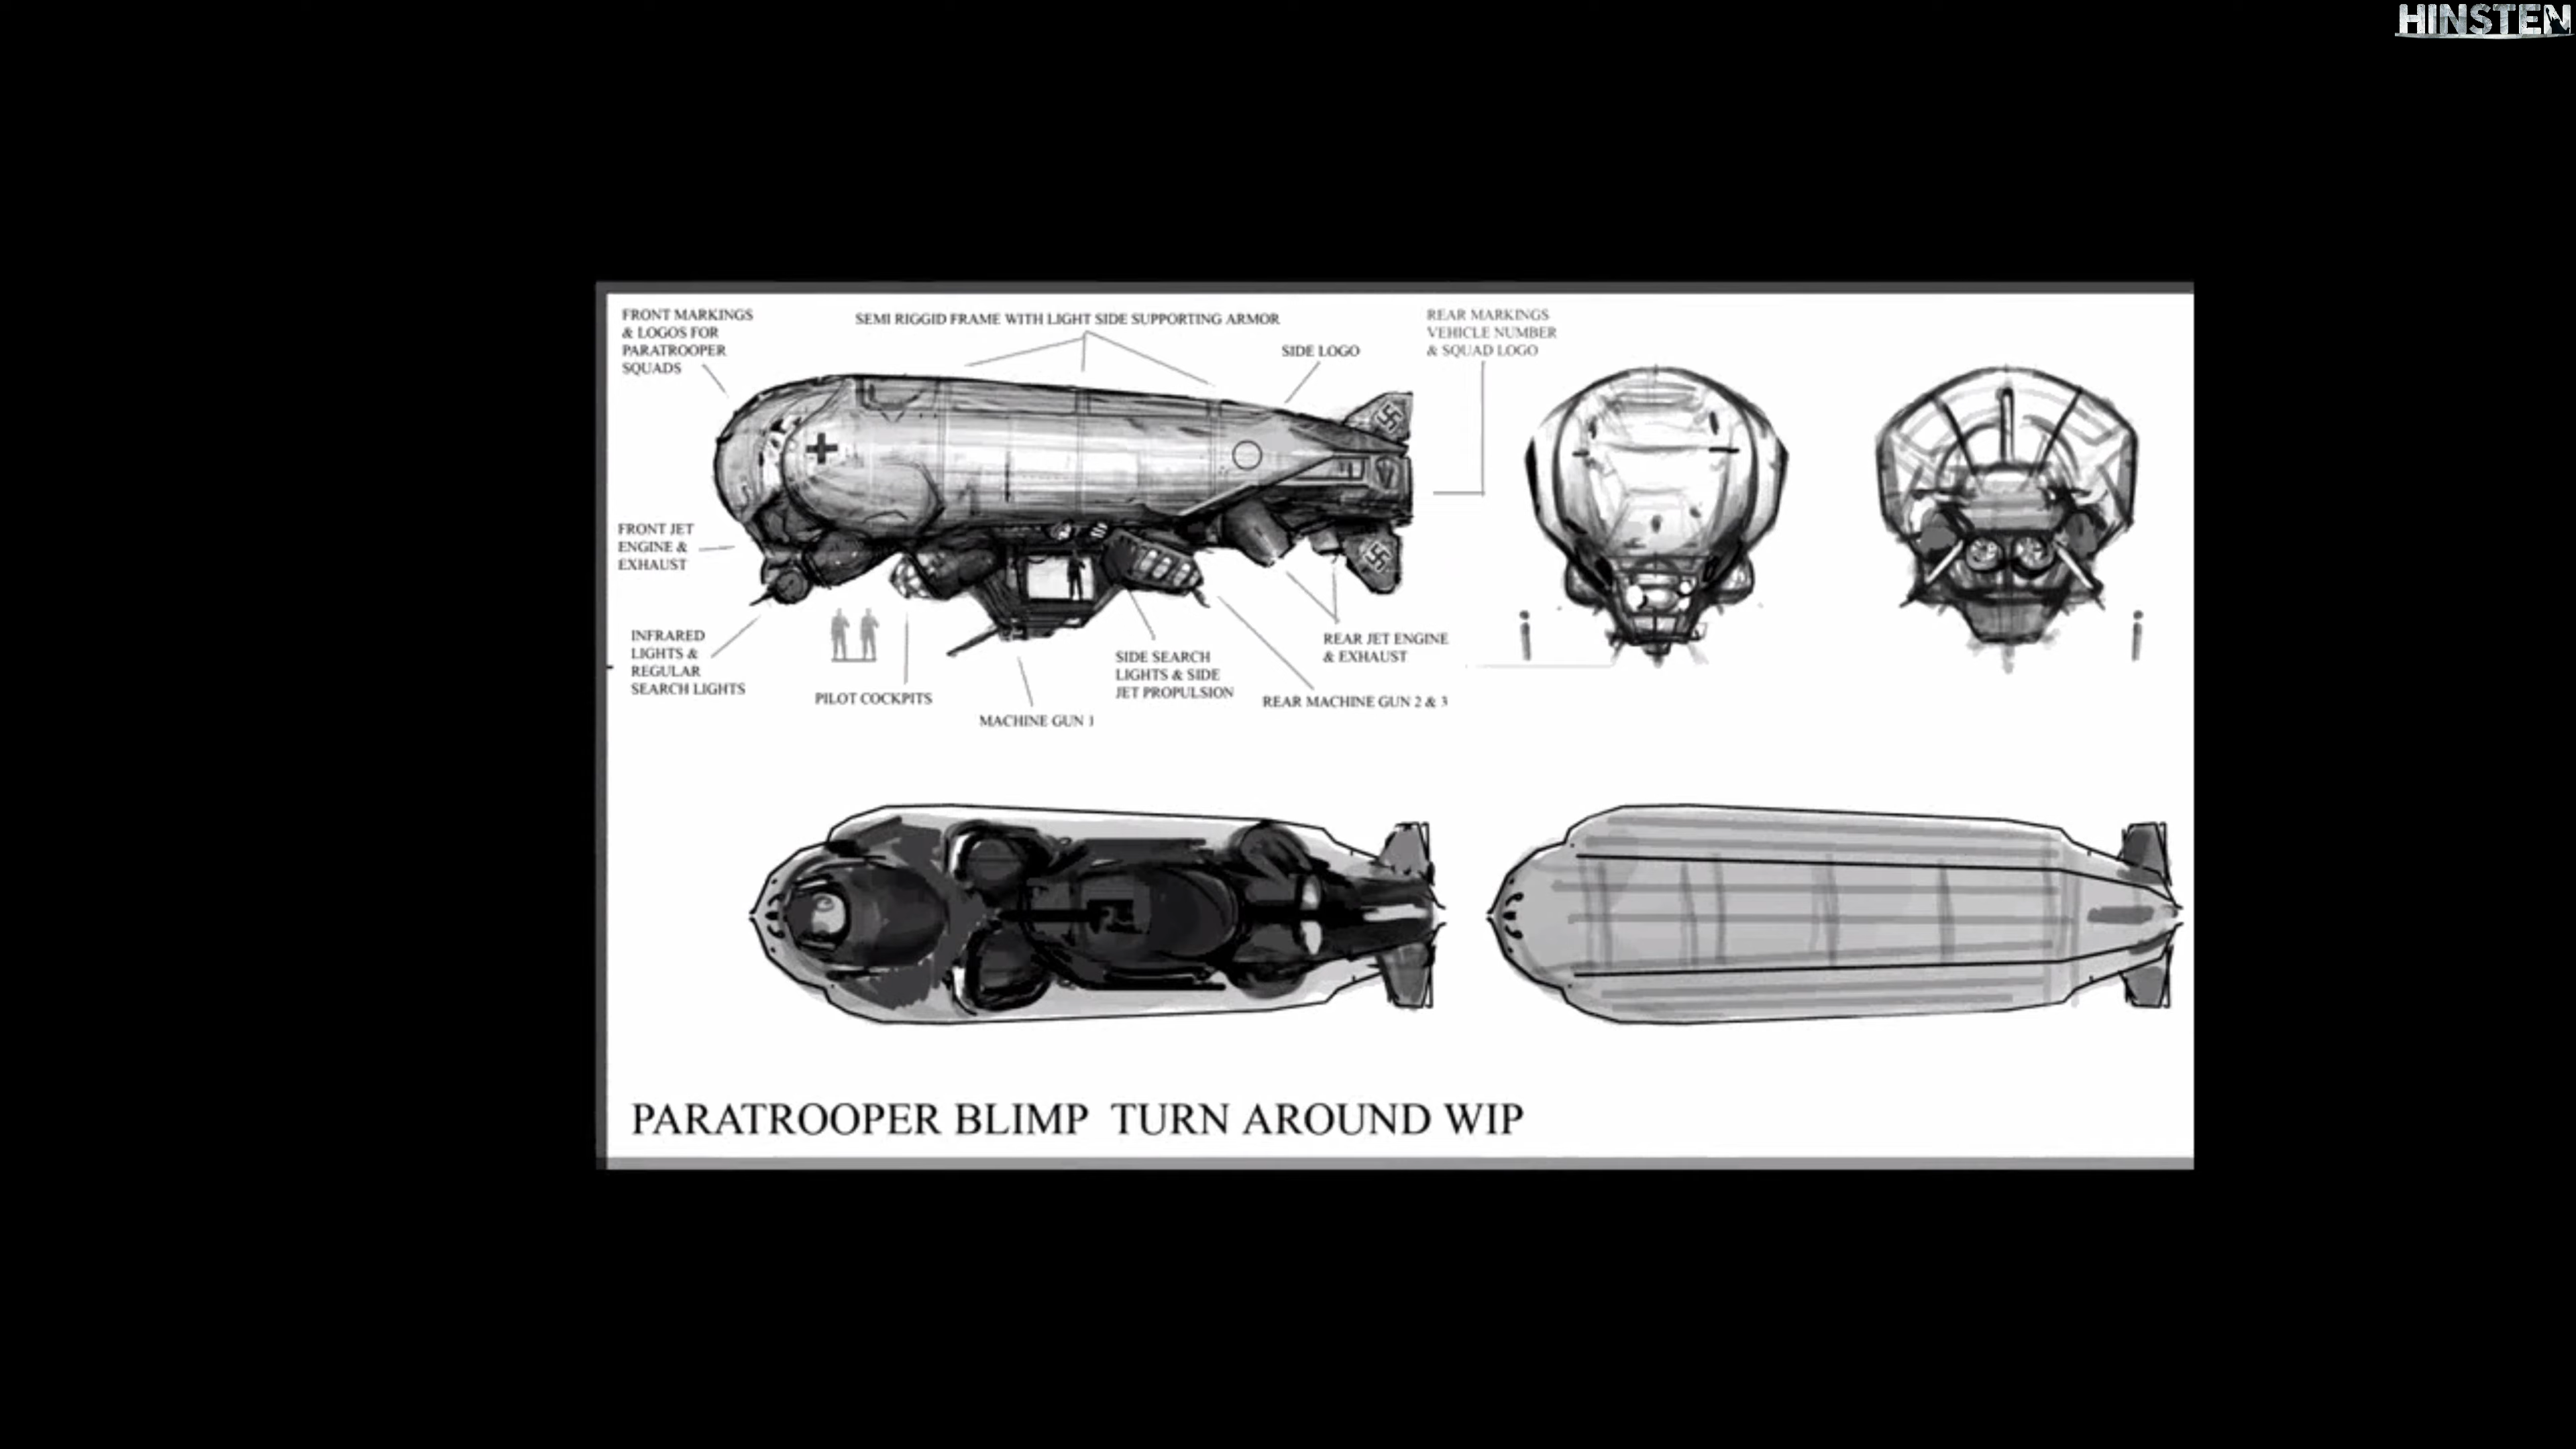 HINSTEN
FRONT MARKINGS
& LOGOS FOR
PARATROOPER
SQUADS
SEMI RIGGID FRAME WITH LIGHT SIDE SUPPORTING ARMOR
SIDE LOGO
REAR MARKINGS
VEHICLE NUMBER
& SQUAD LOGO
FRONT JET
ENGINE &
EXHAUST
INFRARED
LIGHTS &
REGULAR
SEARCH LIGHTS
PILOT COCKPITS
MACHINE GUN 1
SIDE SEARCH
LIGHTS & SIDE
JET PROPULSION
REAR JET ENGINE
& EXHAUST
REAR MACHINE GUN 2 & 3
PARATROOPER BLIMP TURN AROUND WIP